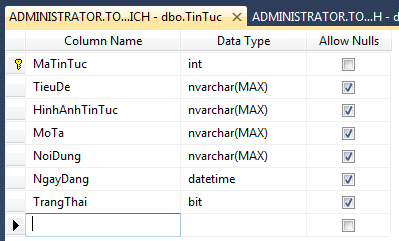 ADMINISTRATOR.TO...ICH - dbo.TinTuc ADMINISTRATOR.TO...H - d
Column Name Data Type Allow Nulls
MaTinTuc int
TieuDe nvarchar(MAX)
HinhAnhTinTuc nvarchar(MAX)
MoTa nvarchar(MAX)
NoiDung nvarchar(MAX)
NgayDang datetime
TrangThai bit